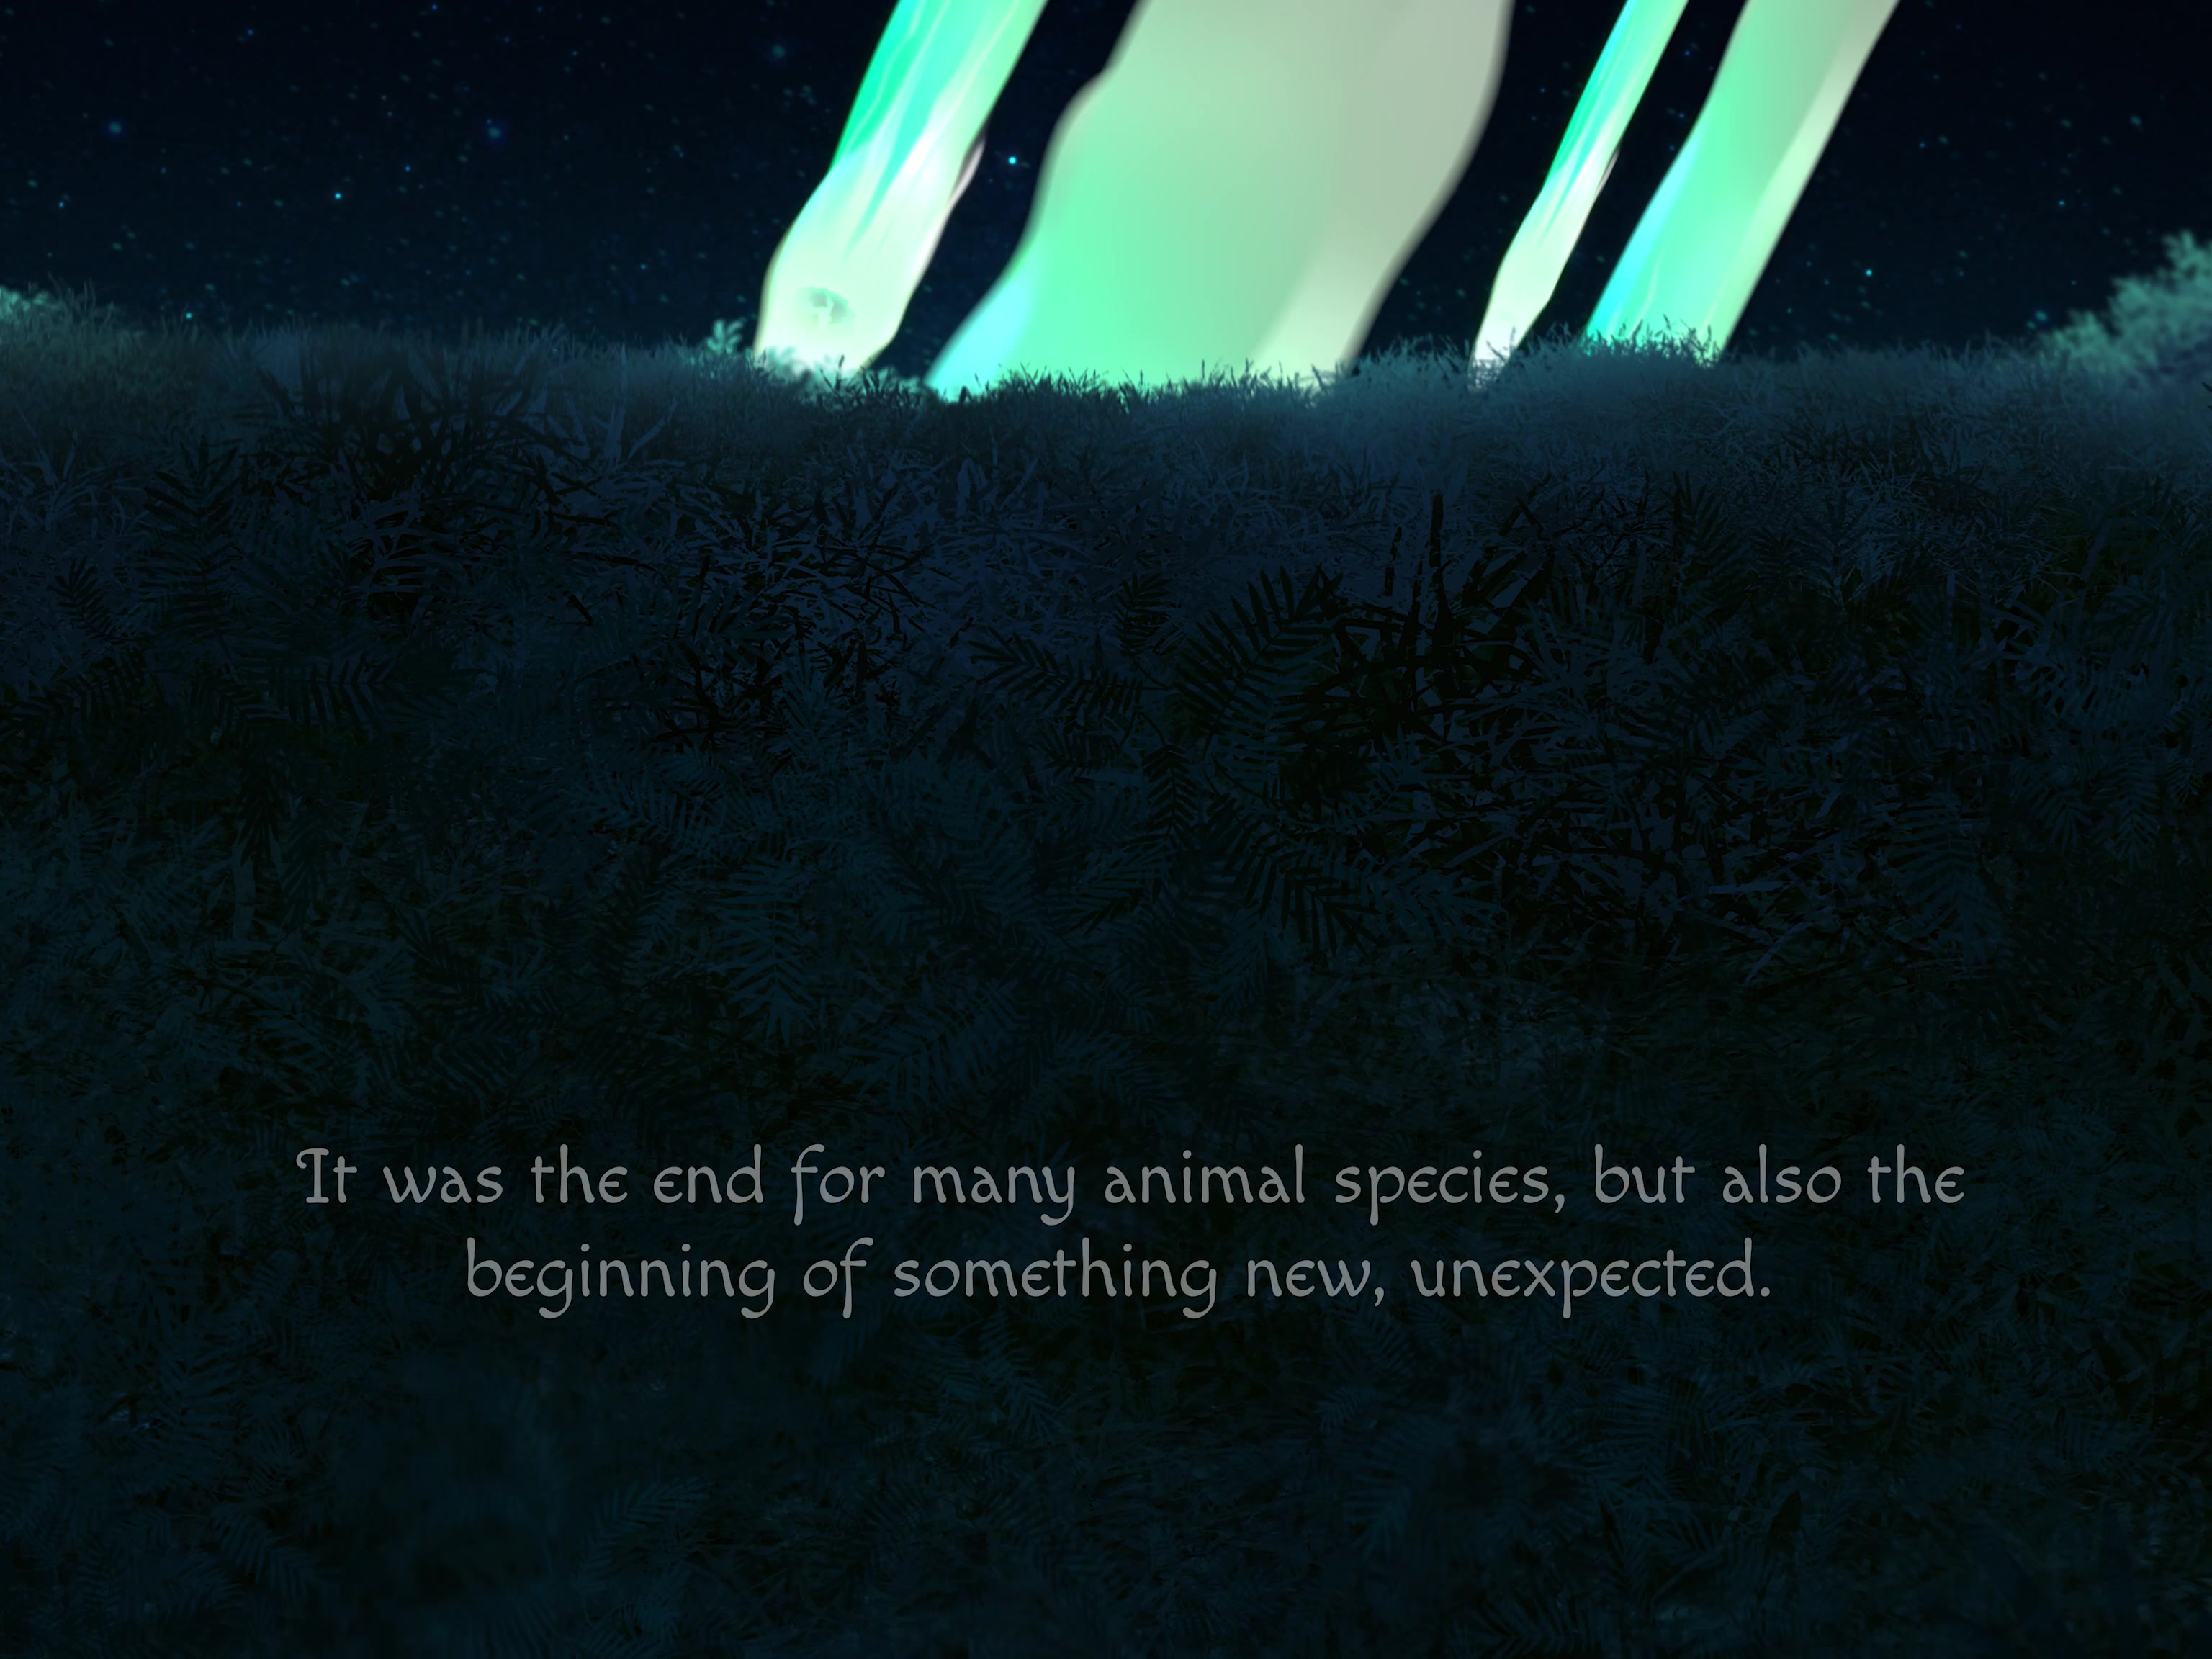 It was the end for many animal species, but also the
beginning of something new, unexpected.